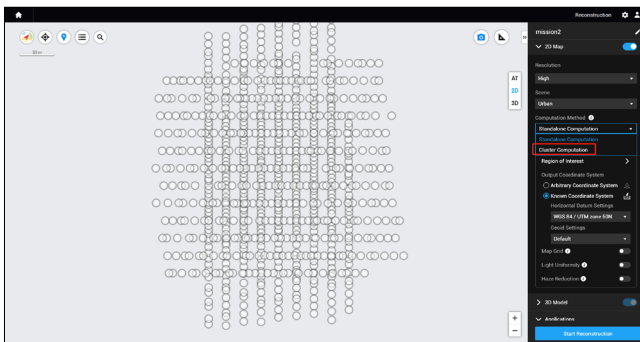 Reconstruction
mission2
50 m
2D Map
Resolution
High
Scene
Urban
AT
2D
3D
Computation Method
Standalone Computation
Standalone Computation
Cluster Computation
Region of Interest
Output Coordinate System
Arbitrary Coordinate System
Known Coordinate System
Horizontal Datum Settings
WGS 84 / UTM zone 50N
Geoid Settings
Default
Map Grid
Light Uniformity
Haze Reduction
3D Model
Applications
Start Reconstruction